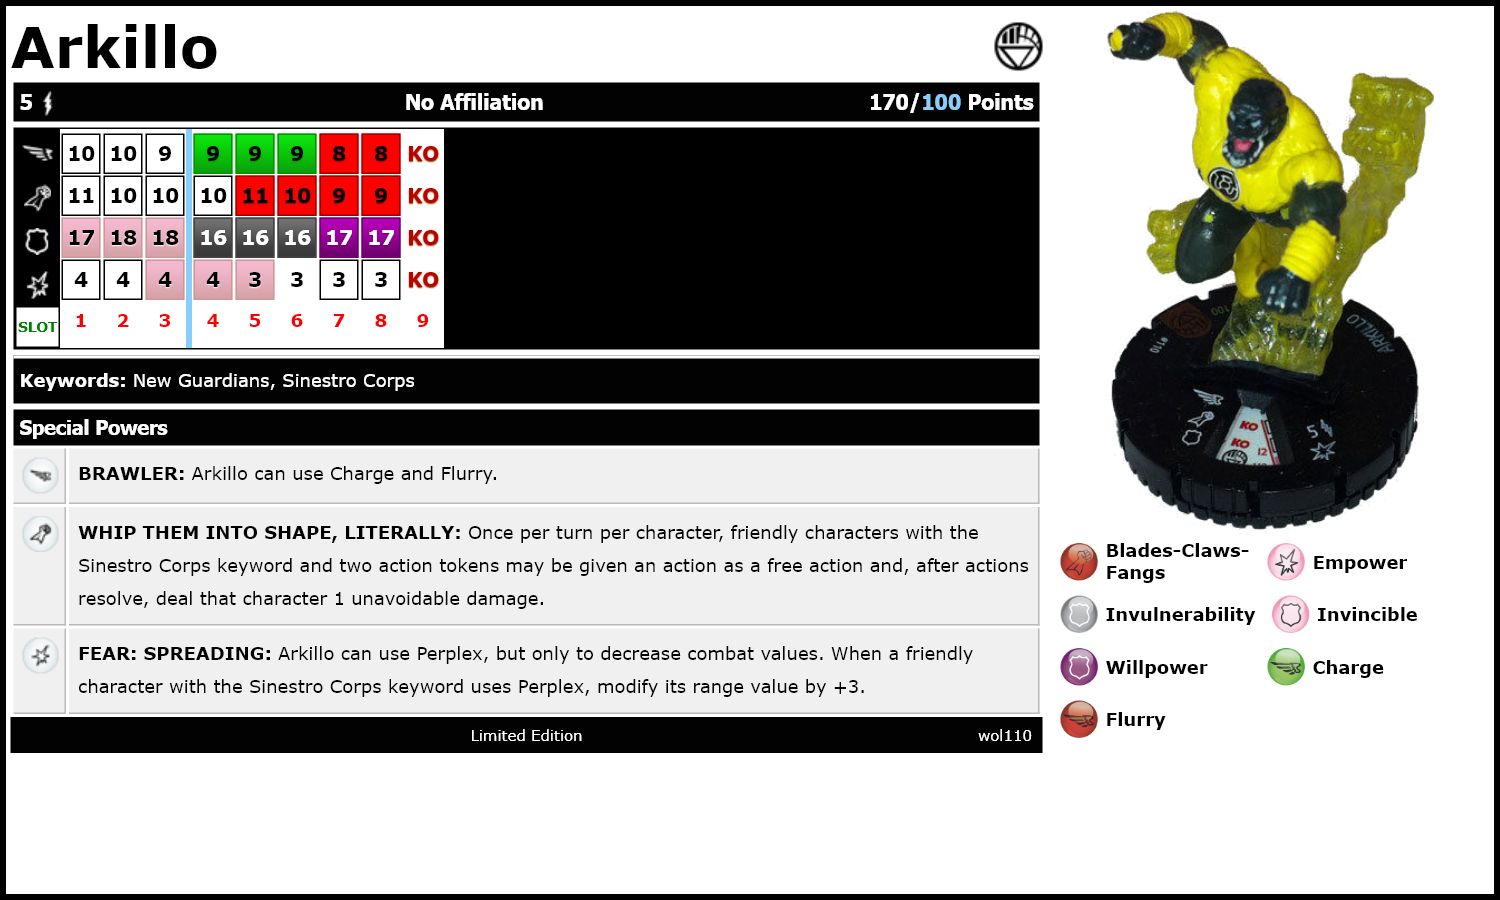 Arkillo
5 No Affiliation 170/100 Points
10 10 9 9 9 9 8 8 KO
11 10 10 10 11 10 9 9 KO
17 18 18 16 16 16 17 17 KO
4 4 4 4 3 3 3 3 KO
SLOT 1 2 3 4 5 6 7 8 9
Keywords: New Guardians, Sinestro Corps
Special Powers
BRAWLER: Arkillo can use Charge and Flurry.
WHIP THEM INTO SHAPE, LITERALLY: Once per turn per character, friendly characters with the
Sinestro Corps keyword and two action tokens may be given an action as a free action and, after actions
resolve, deal that character 1 unavoidable damage.
FEAR: SPREADING: Arkillo can use Perplex, but only to decrease combat values. When a friendly
character with the Sinestro Corps keyword uses Perplex, modify its range value by +3.
Limited Edition wol110
100
ARKILLO
#110
KO
KO
12
5
Blades-Claws-
Fangs
Empower
Invulnerability
Invincible
Willpower
Charge
Flurry